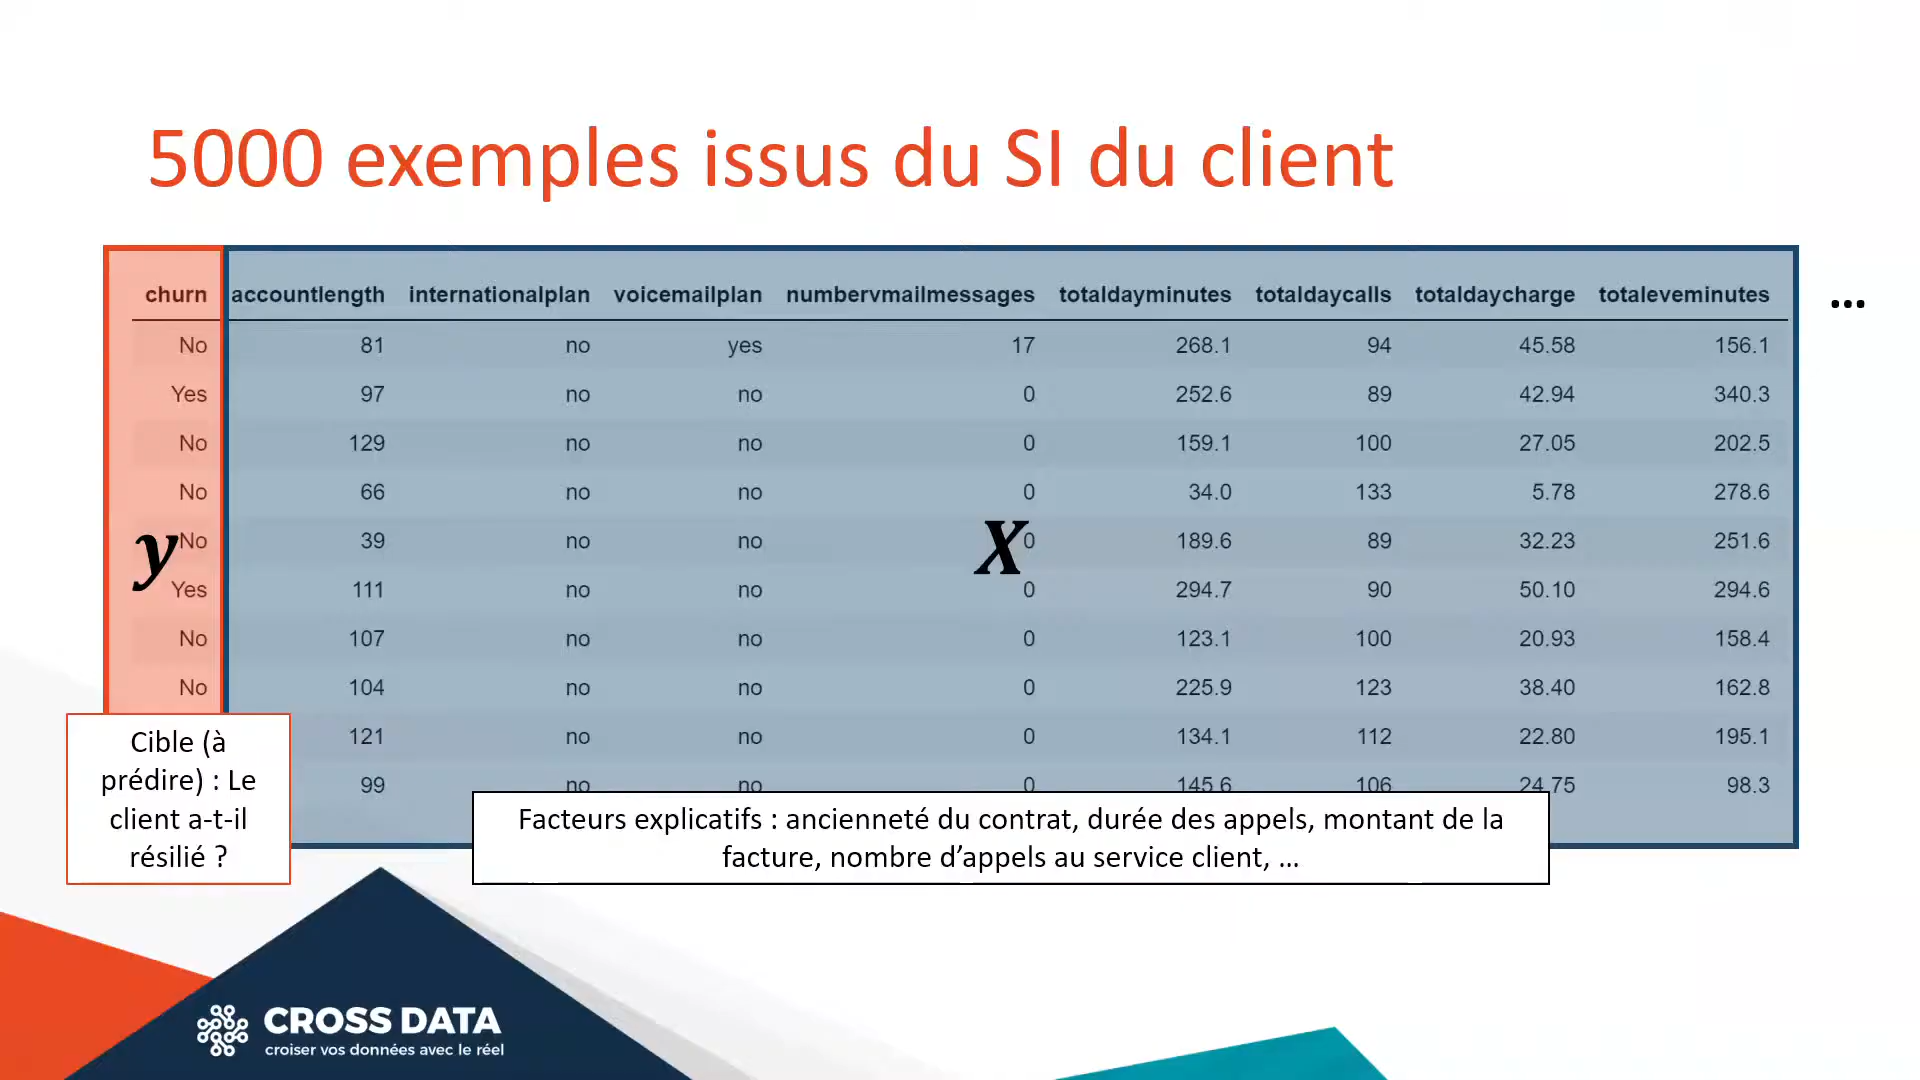 5000 exemples issus du SI du client
churn accountlength internationalplan voicemailplan numbervmailmessages totaldayminutes totaldaycalls totaldaycharge totaleveminutes ...
No 81 no yes 17 268.1 94 45.58 156.1
Yes 97 no no 0 252.6 89 42.94 340.3
No 129 no no 0 159.1 100 27.05 202.5
No 66 no no 0 34.0 133 5.78 278.6
No 39 no no 0 189.6 89 32.23 251.6
y X
Yes 111 no no 0 294.7 90 50.10 294.6
No 107 no no 0 123.1 100 20.93 158.4
No 104 no no 0 225.9 123 38.40 162.8
121 no no 0 134.1 112 22.80 195.1
99 no no 0 145.6 106 24.75 98.3
Cible (à
prédire) : Le
client a-t-il
résilié ?
Facteurs explicatifs : ancienneté du contrat, durée des appels, montant de la
facture, nombre d’appels au service client, ...
CROSS DATA
croiser vos données avec le réel